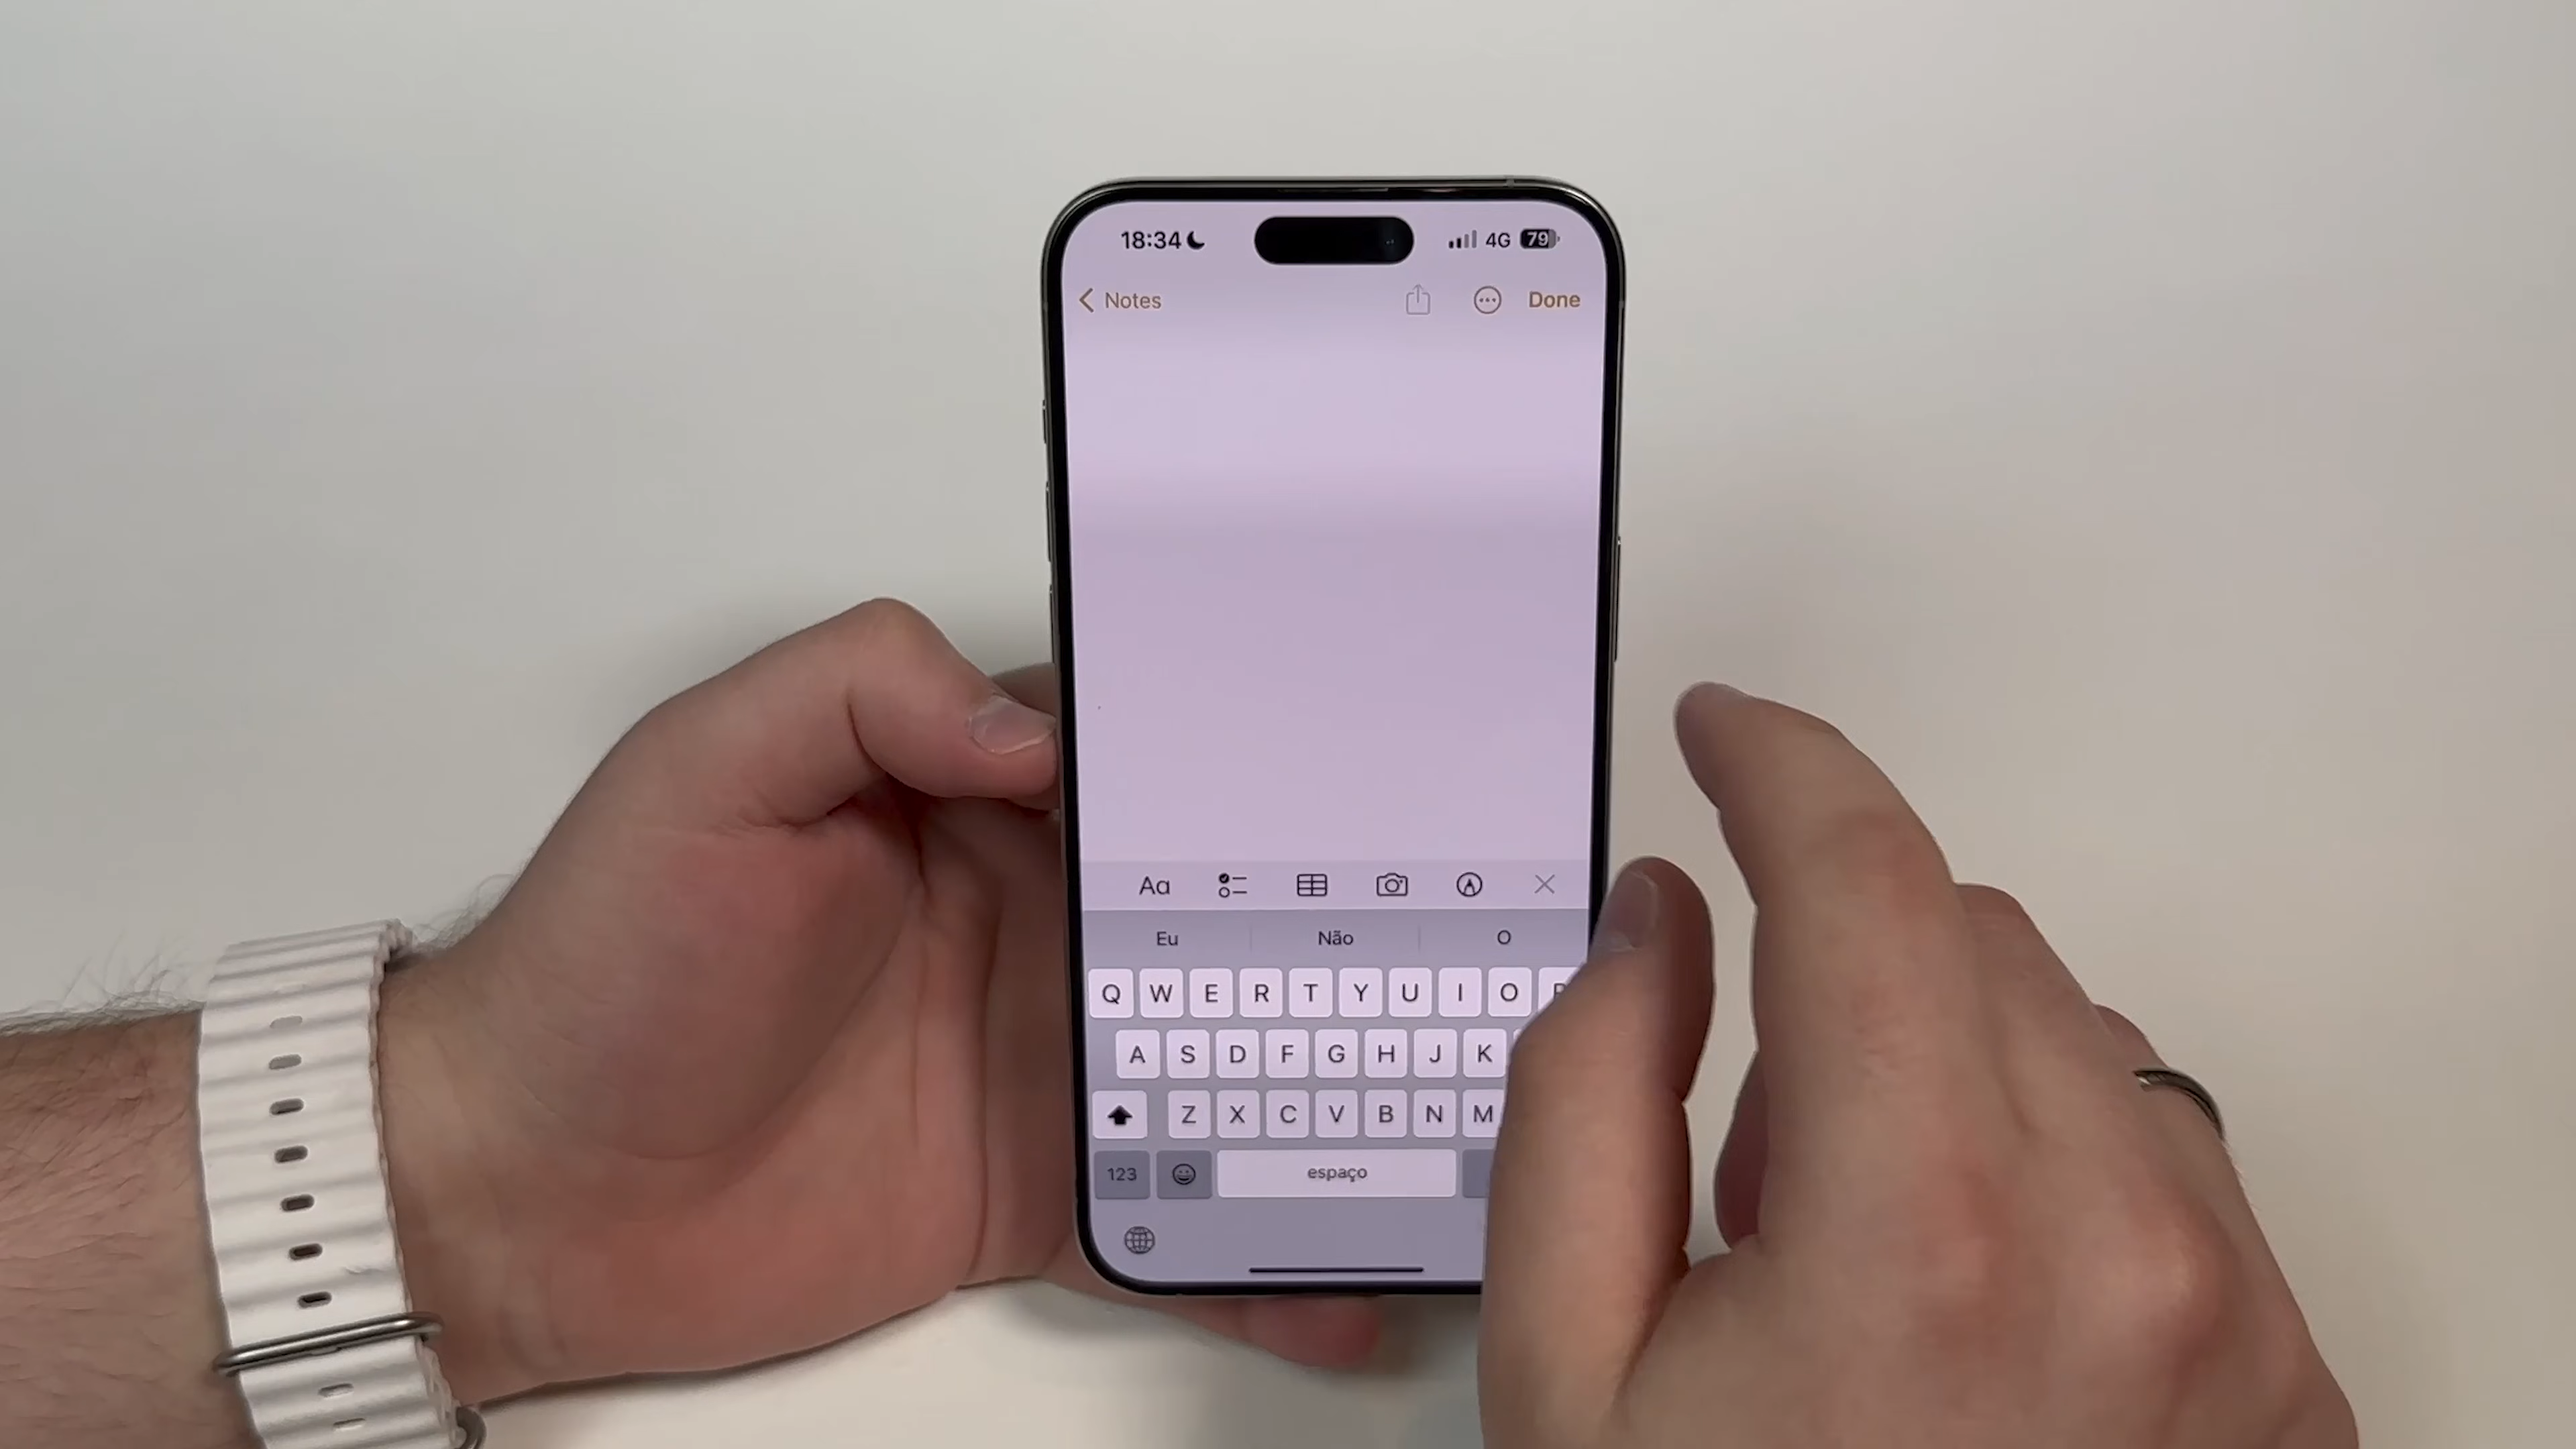 18:34 4G 79
Notes Done
Aa
Eu Não O
Q W E R T Y U I O P
A S D F G H J K
Z X C V B N M
123 espaço